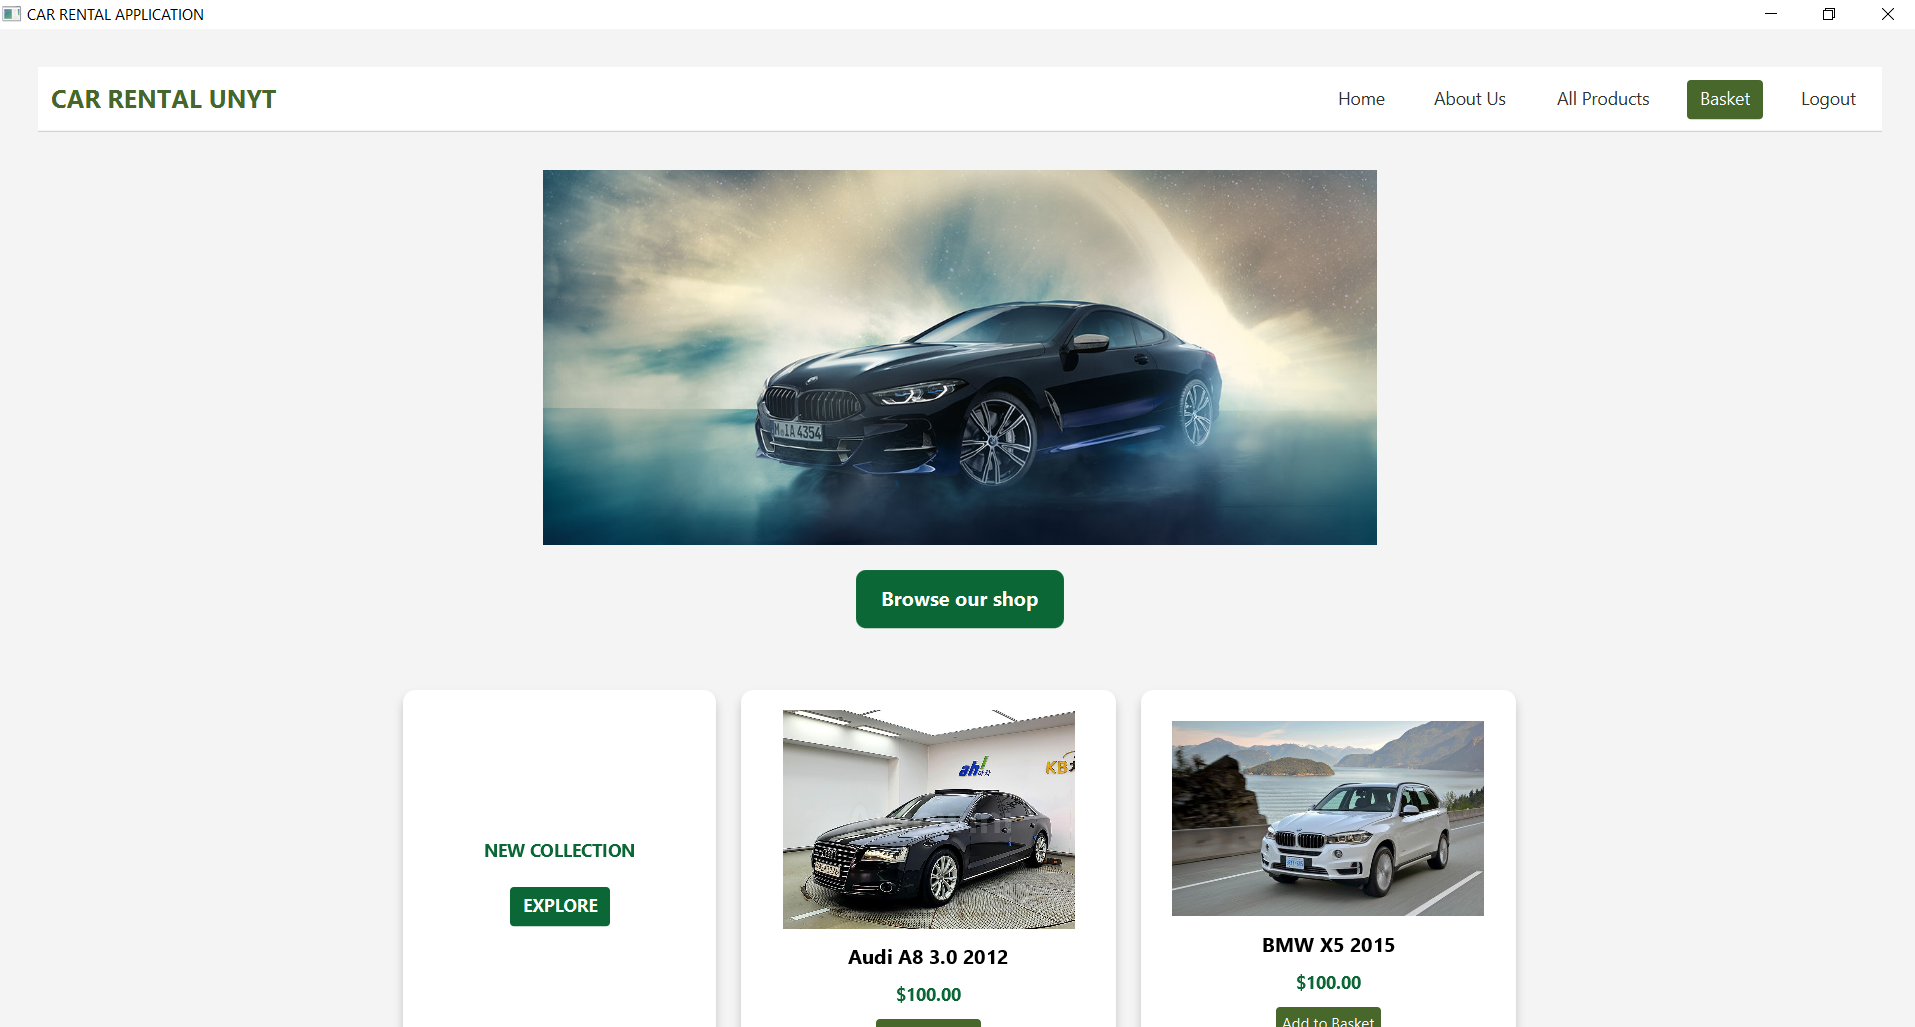 CAR RENTAL APPLICATION
CAR RENTAL UNYT
Home
About Us
All Products
Basket
Logout
M IA 4354
Browse our shop
NEW COLLECTION
EXPLORE
ah!
KB
Audi A8 3.0 2012
$100.00
BMW X5 2015
$100.00
Add to Basket